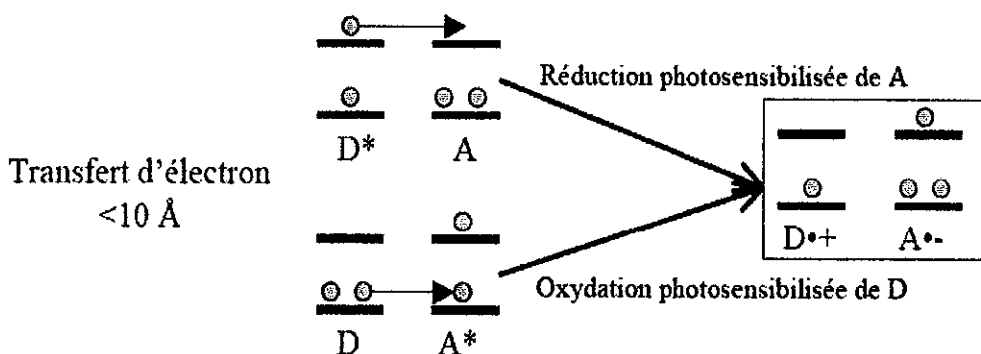 Réduction photosensibilisée de A
D* A
Transfert d’électron
<10 Å
D•+ A•-
Oxydation photosensibilisée de D
D A*